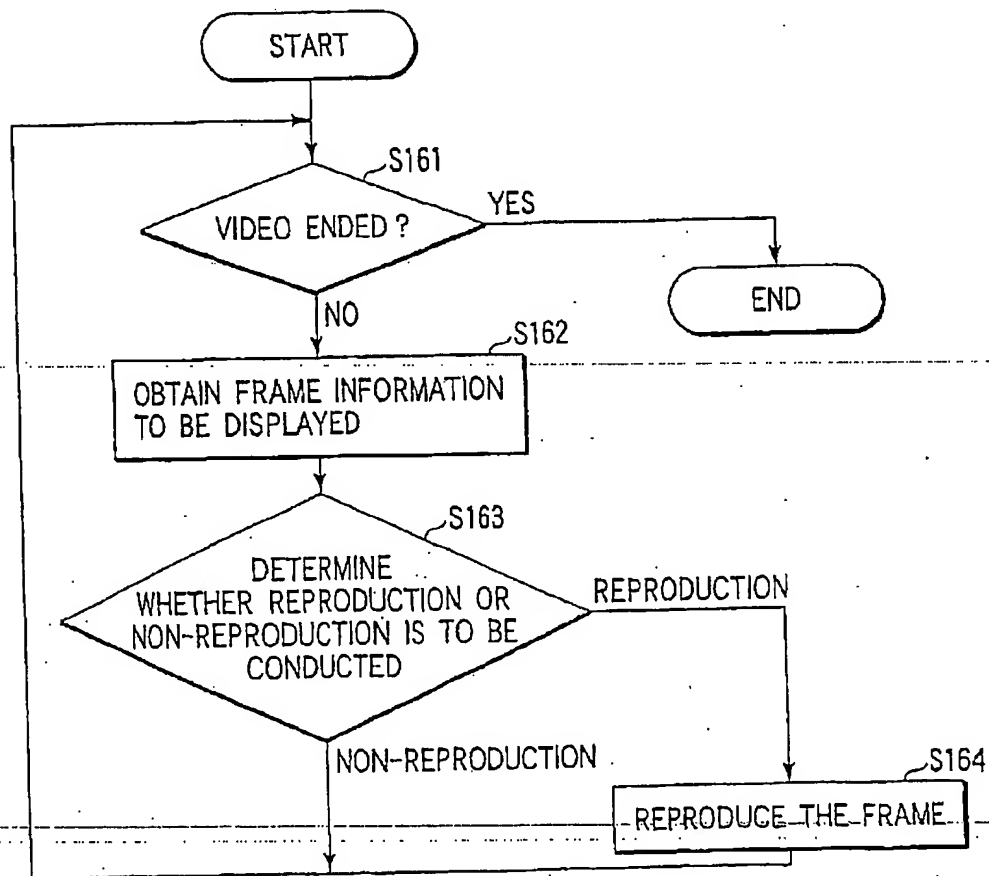 START
S161
VIDEO ENDED?
YES
END
NO
S162
OBTAIN FRAME INFORMATION
TO BE DISPLAYED
S163
DETERMINE
WHETHER REPRODUCTION OR
NON-REPRODUCTION IS TO BE
CONDUCTED
REPRODUCTION
NON-REPRODUCTION
S164
REPRODUCE THE FRAME